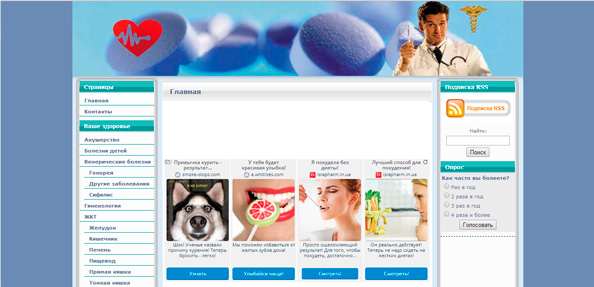 Страницы
Главная
Контакты
Ваше здоровье
Акушерство
Болезни детей
Венерические болезни
Гонорея
Другие заболевания
Сифилис
Гинекология
ЖКТ
Желудок
Кишечник
Печень
Пищевод
Прямая кишка
Тонкая кишка
Главная
Привычка курить -
результат...
smoke-stops.com
Шок! Ученые назвали
причину курения! Теперь
бросить - легко!
Узнать
У тебя будет
красивая улыбка!
a.whilites.com
Мы поможем избавиться от
желтых зубов дома!
Улыбайся чаще!
Я похудела без
диеты!
israpharm.in.ua
Просто ошеломляющий
результат! Для того, чтобы
похудеть, достаточно...
Смотреть!
Лучший способ для
похудения!
israpharm.in.ua
Он реально действует!
Теперь не надо сидеть на
жестких диетах!
Смотреть!
Подписка RSS
Подписка RSS
Найти:
Поиск
Опрос
Как часто вы болеете?
Раз в год
2 раза в год
3 раз в год
4 раза и более
Голосовать